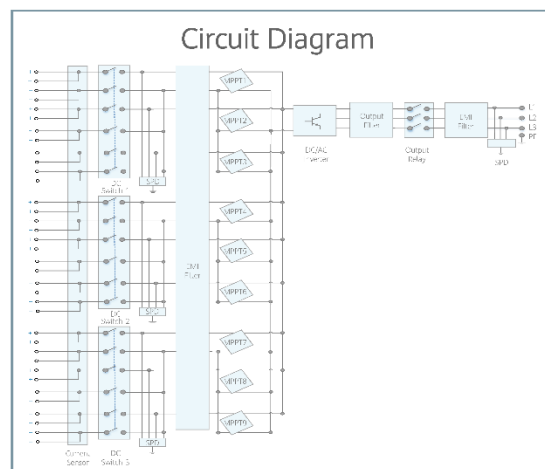 Circuit Diagram
MPPT1
MPPT2
MPPT3
DC
Switch 1
SPD
MPPT4
MPPT5
MPPT6
EMI
Filter
DC
Switch 2
SPD
MPPT7
MPPT8
MPPT9
Current
Sensor
DC
Switch 3
SPD
DC/AC
Inverter
Output
Filter
Output
Relay
EMI
Filter
SPD
L1
L2
L3
PE